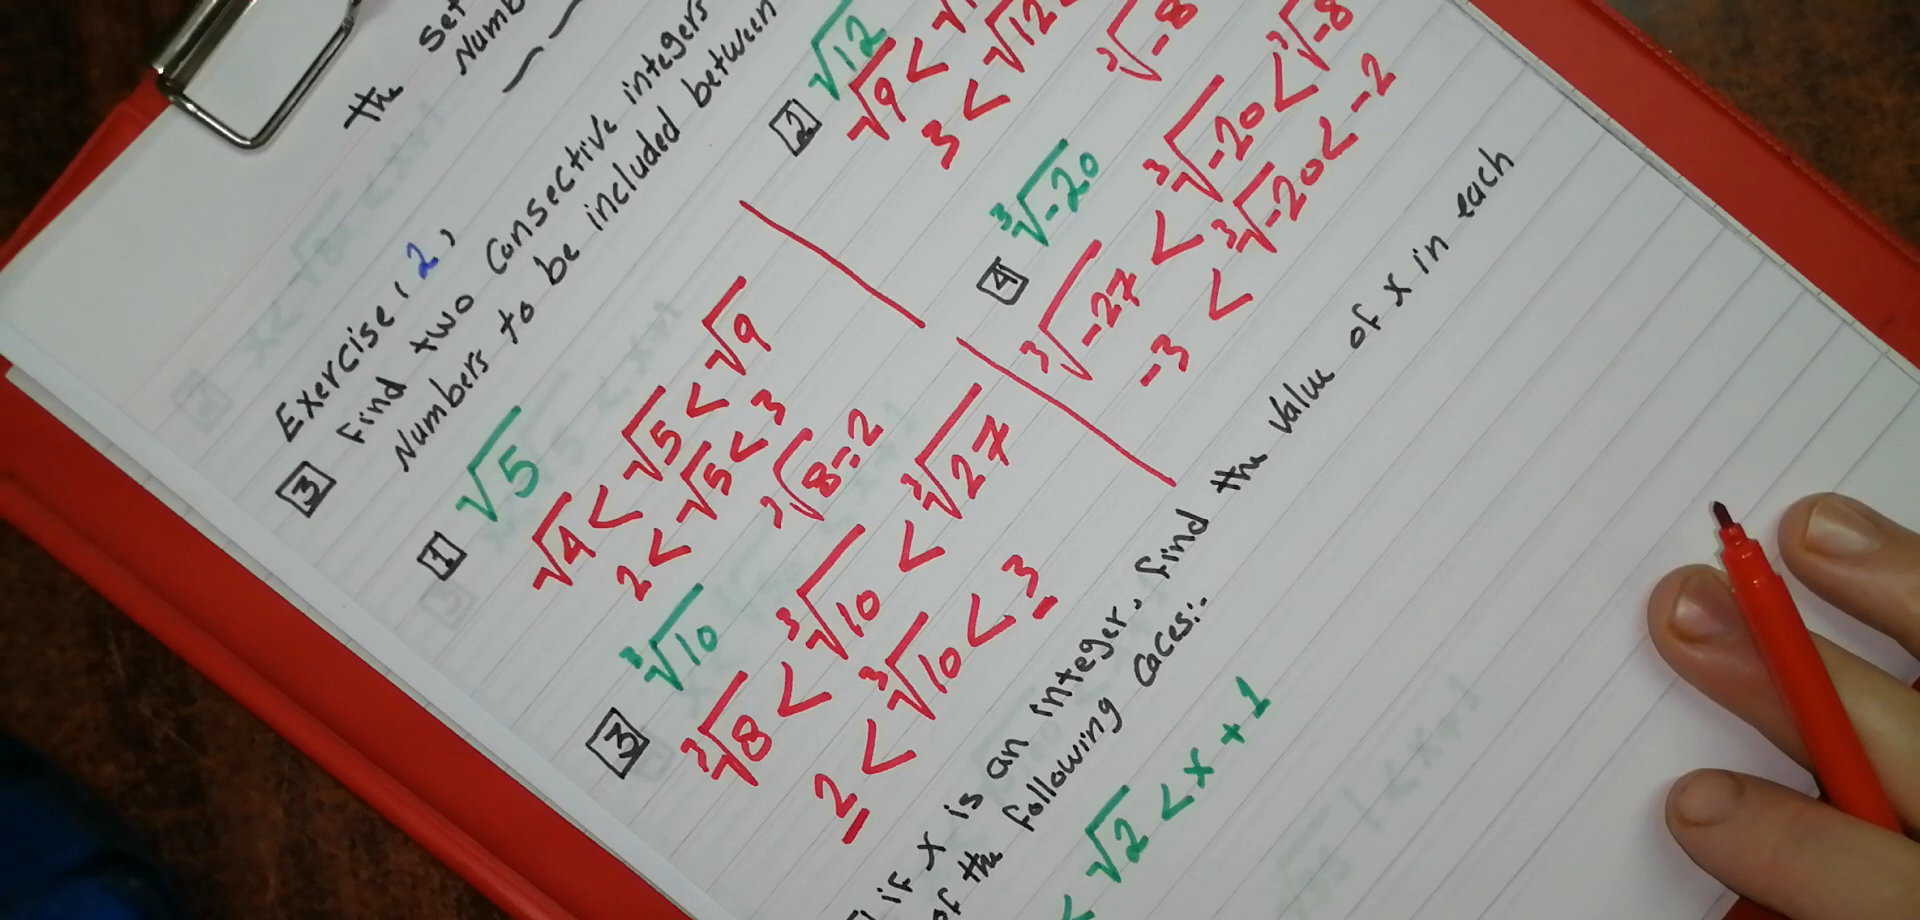 the set
Numb
Exercise (2)
3 Find two Consective integers
Numbers to be included between
1 √5
√4 < √5 < √9
2 < √5 < 3
2 √12
√9 <
3 < √12 <
3 ∛10
∛8 = 2
∛8 < ∛10 < ∛27
2 < ∛10 < 3
4 ∛-20
∛-8
∛-27 < ∛-20 < ∛-8
-3 < ∛-20 < -2
if x is an integer. Find the Value of x in each
of the following Caces:-
< √2 < x + 1